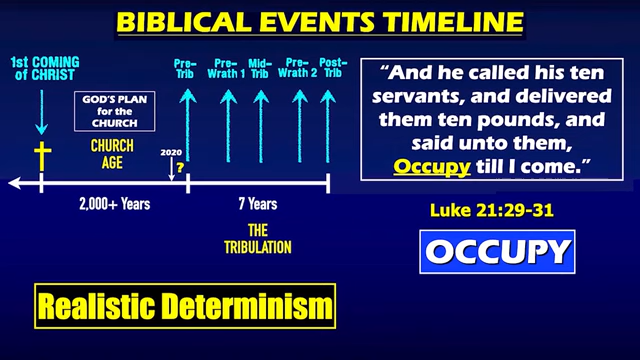 BIBLICAL EVENTS TIMELINE
1st COMING
of CHRIST
GOD'S PLAN
for the
CHURCH
CHURCH
AGE
2020
?
Pre-
Trib
Pre-
Wrath 1
Mid-
Trib
Pre-
Wrath 2
Post-
Trib
2,000+ Years
7 Years
THE
TRIBULATION
"And he called his ten
servants, and delivered
them ten pounds, and
said unto them,
Occupy till I come."
Luke 21:29-31
OCCUPY
Realistic Determinism